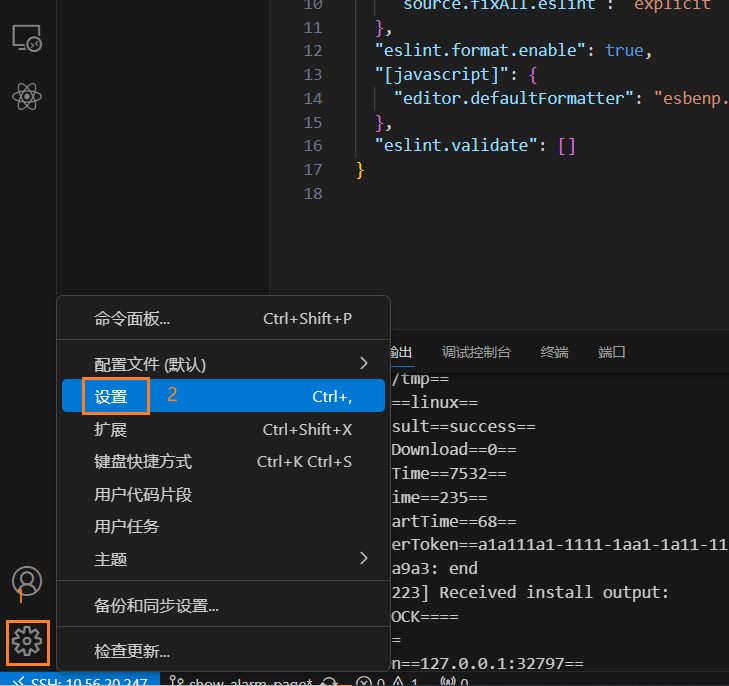 10 "source.fixAll.eslint": "explicit
11 },
12 "eslint.format.enable": true,
13 "[javascript]": {
14 "editor.defaultFormatter": "esbenp.
15 },
16 "eslint.validate": []
17 }
18
命令面板... Ctrl+Shift+P
配置文件 (默认)
设置 2 Ctrl+,
扩展 Ctrl+Shift+X
键盘快捷方式 Ctrl+K Ctrl+S
用户代码片段
用户任务
主题
备份和同步设置...
检查更新...
1
出 调试控制台 终端 端口
/tmp==
==linux==
sult==success==
Download==0==
Time==7532==
ime==235==
artTime==68==
erToken==a1a111a1-1111-1aa1-1a11-11
a9a3: end
223] Received install output:
OCK====
=
n==127.0.0.1:32797==
SSH: 10.56.20.247 show_alarm_page* 0 1 0